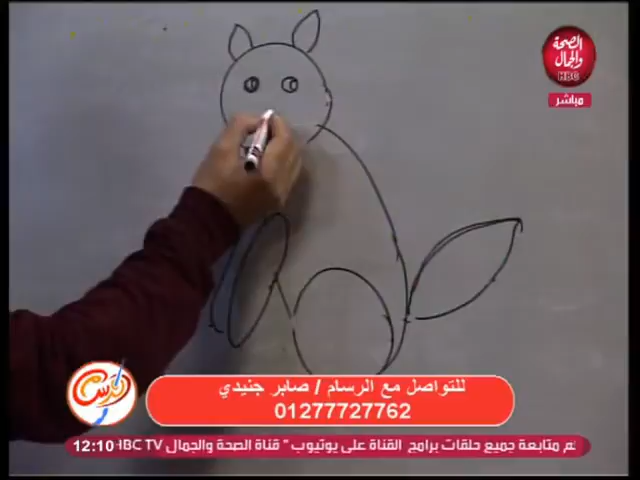 الصحة
والجمال
HBC
مباشر
للتواصل مع الرسام / صابر جنيدي
01277727762
12:10
HBC TV كم متابعة جميع حلقات برامج القناة على يوتيوب " قناة الصحة والجمال